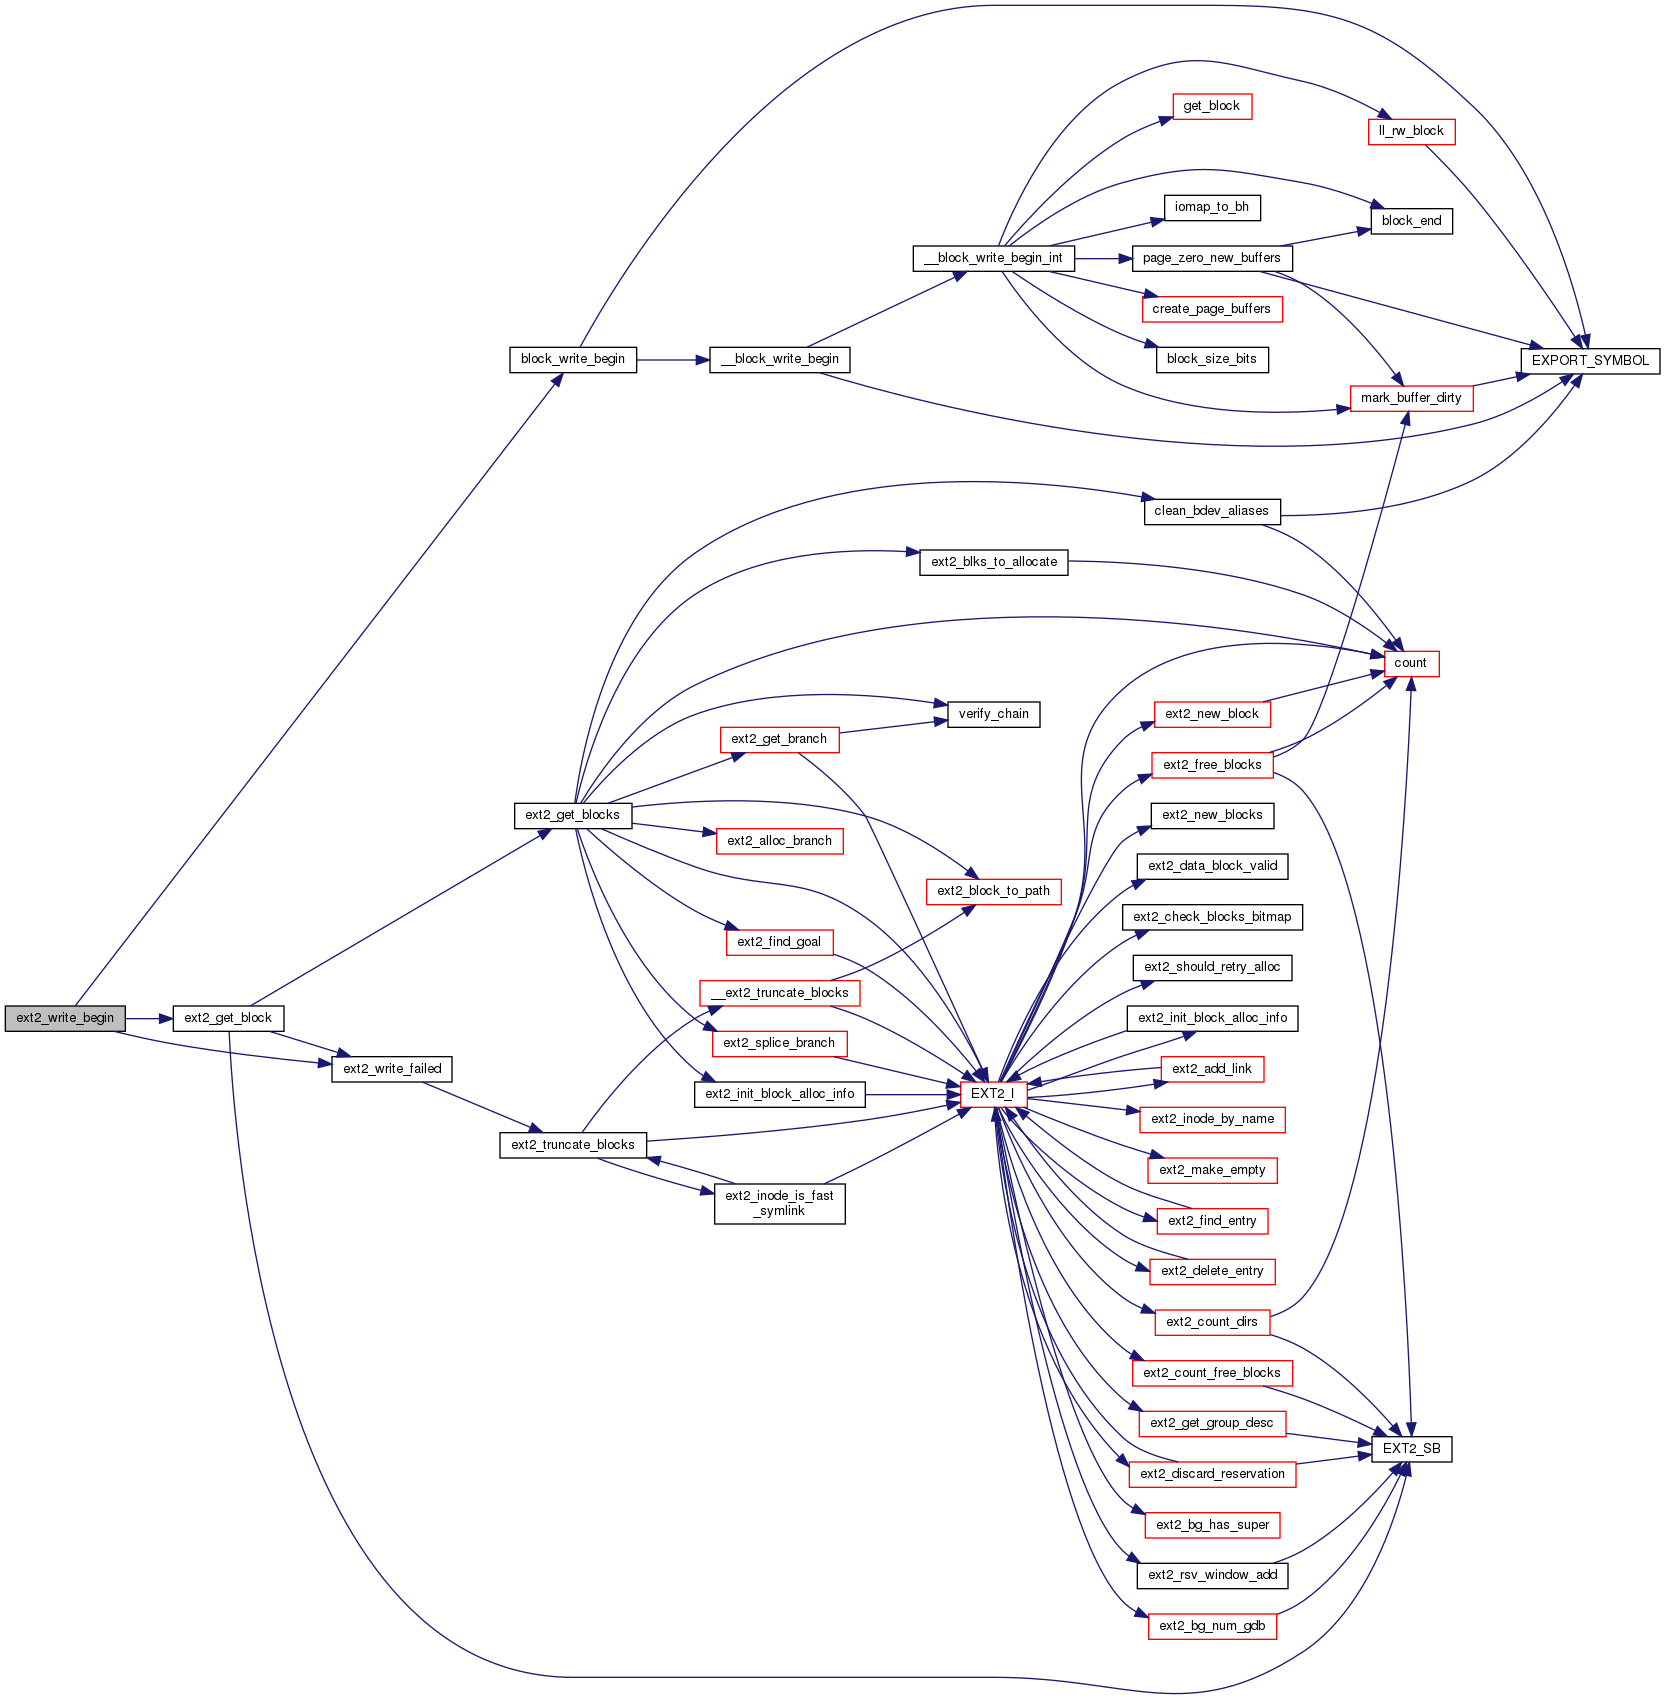 get_block
ll_rw_block
iomap_to_bh
block_end
__block_write_begin_int
page_zero_new_buffers
create_page_buffers
block_write_begin
__block_write_begin
block_size_bits
EXPORT_SYMBOL
mark_buffer_dirty
clean_bdev_aliases
ext2_blks_to_allocate
count
verify_chain
ext2_new_block
ext2_get_branch
ext2_free_blocks
ext2_get_blocks
ext2_new_blocks
ext2_alloc_branch
ext2_data_block_valid
ext2_block_to_path
ext2_check_blocks_bitmap
ext2_find_goal
ext2_should_retry_alloc
__ext2_truncate_blocks
ext2_write_begin
ext2_get_block
ext2_init_block_alloc_info
ext2_splice_branch
ext2_write_failed
ext2_add_link
ext2_init_block_alloc_info
EXT2_I
ext2_inode_by_name
ext2_truncate_blocks
ext2_make_empty
ext2_inode_is_fast
_symlink
ext2_find_entry
ext2_delete_entry
ext2_count_dirs
ext2_count_free_blocks
ext2_get_group_desc
EXT2_SB
ext2_discard_reservation
ext2_bg_has_super
ext2_rsv_window_add
ext2_bg_num_gdb